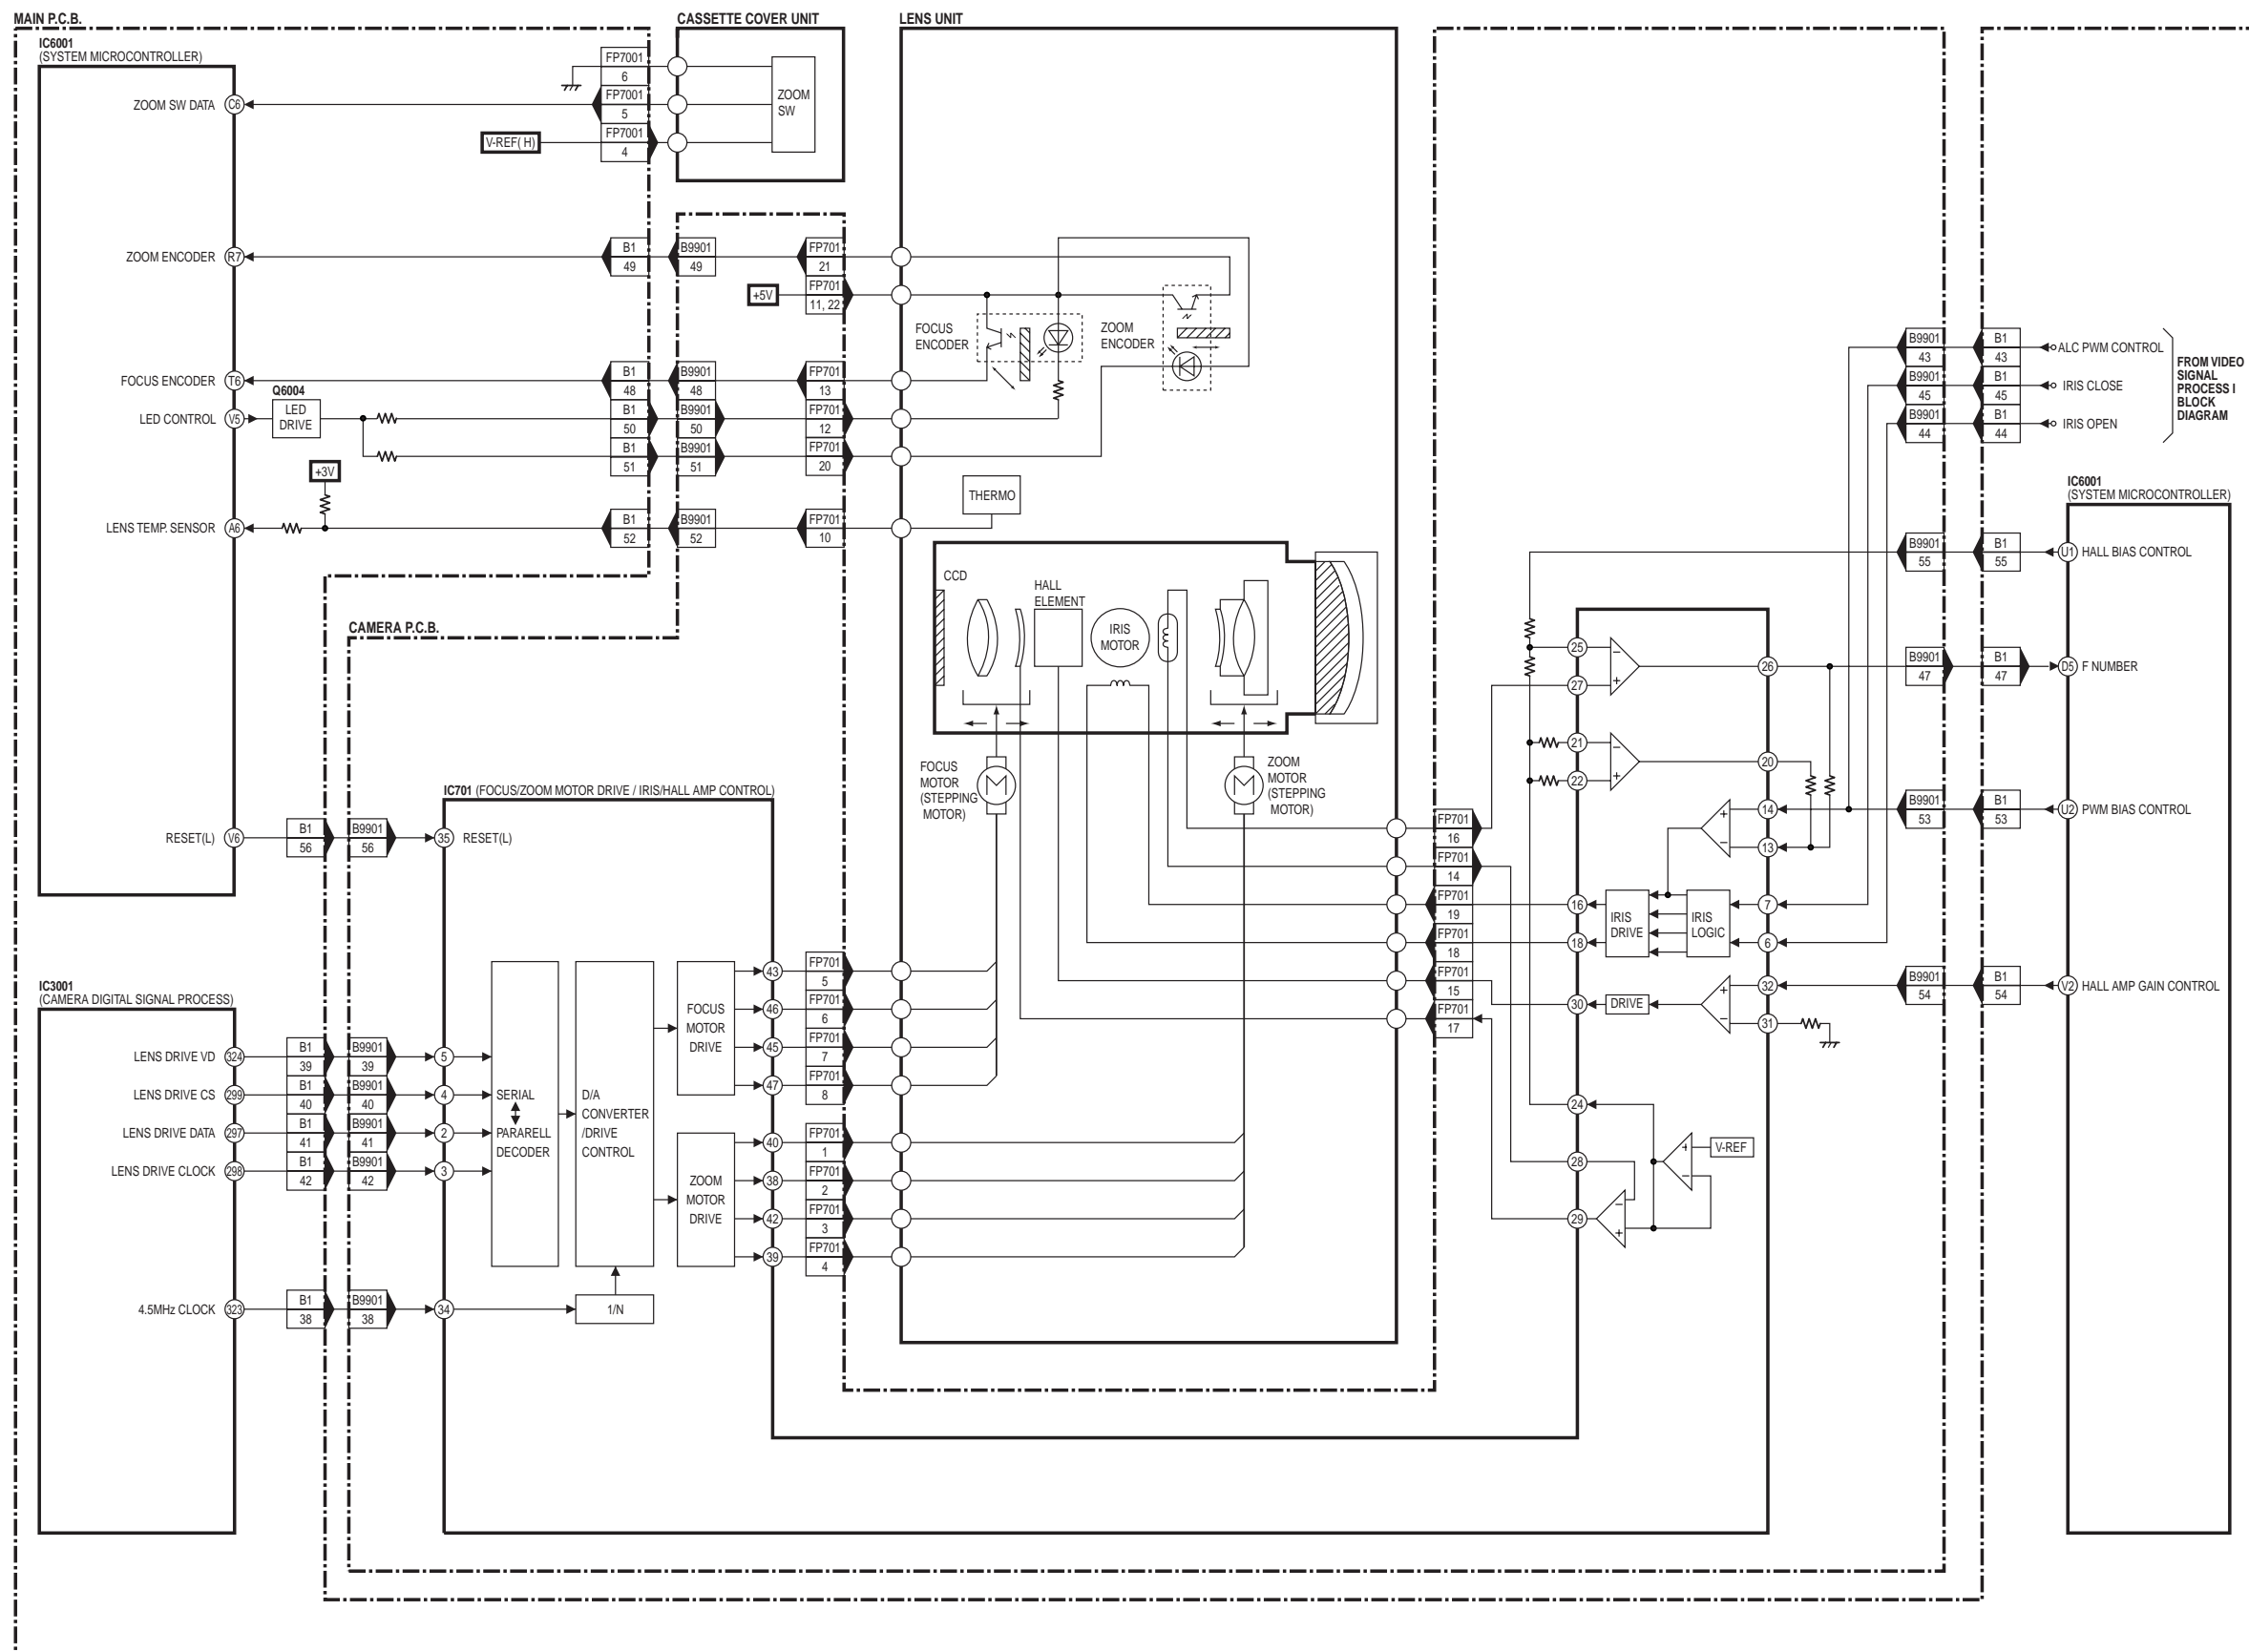 MAIN P.C.B.
IC6001
(SYSTEM MICROCONTROLLER)
ZOOM SW DATA
C6
FP7001
6
FP7001
5
V-REF( H)
FP7001
4
CASSETTE COVER UNIT
ZOOM
SW
LENS UNIT
ZOOM ENCODER
R7
B1
49
B9901
49
FP701
21
+5V
FP701
11, 22
FOCUS
ENCODER
ZOOM
ENCODER
FOCUS ENCODER
T6
B1
48
B9901
48
FP701
13
LED CONTROL
V5
Q6004
LED
DRIVE
B1
50
B9901
50
FP701
12
B1
51
B9901
51
FP701
20
+3V
THERMO
LENS TEMP. SENSOR
A6
B1
52
B9901
52
FP701
10
CCD
HALL
ELEMENT
IRIS
MOTOR
FOCUS
MOTOR
(STEPPING
MOTOR)
M
ZOOM
MOTOR
(STEPPING
MOTOR)
M
CAMERA P.C.B.
IC701 (FOCUS/ZOOM MOTOR DRIVE / IRIS/HALL AMP CONTROL)
RESET(L)
V6
B1
56
B9901
56
35
RESET(L)
IC3001
(CAMERA DIGITAL SIGNAL PROCESS)
LENS DRIVE VD
324
B1
39
B9901
39
5
LENS DRIVE CS
299
B1
40
B9901
40
4
LENS DRIVE DATA
297
B1
41
B9901
41
2
LENS DRIVE CLOCK
298
B1
42
B9901
42
3
4.5MHz CLOCK
323
B1
38
B9901
38
34
SERIAL
PARARELL
DECODER
D/A
CONVERTER
/DRIVE
CONTROL
1/N
FOCUS
MOTOR
DRIVE
ZOOM
MOTOR
DRIVE
43
FP701
5
46
FP701
6
45
FP701
7
47
FP701
8
40
FP701
1
38
FP701
2
42
FP701
3
39
FP701
4
FP701
16
FP701
14
FP701
19
FP701
18
FP701
15
FP701
17
25
27
21
22
16
18
30
24
28
29
26
20
14
13
7
6
32
31
IRIS
DRIVE
IRIS
LOGIC
DRIVE
V-REF
B9901
43
B1
43
ALC PWM CONTROL
B9901
45
B1
45
IRIS CLOSE
B9901
44
B1
44
IRIS OPEN
FROM VIDEO
SIGNAL
PROCESS I
BLOCK
DIAGRAM
IC6001
(SYSTEM MICROCONTROLLER)
B9901
55
B1
55
U1
HALL BIAS CONTROL
B9901
47
B1
47
D5
F NUMBER
B9901
53
B1
53
U2
PWM BIAS CONTROL
B9901
54
B1
54
V2
HALL AMP GAIN CONTROL